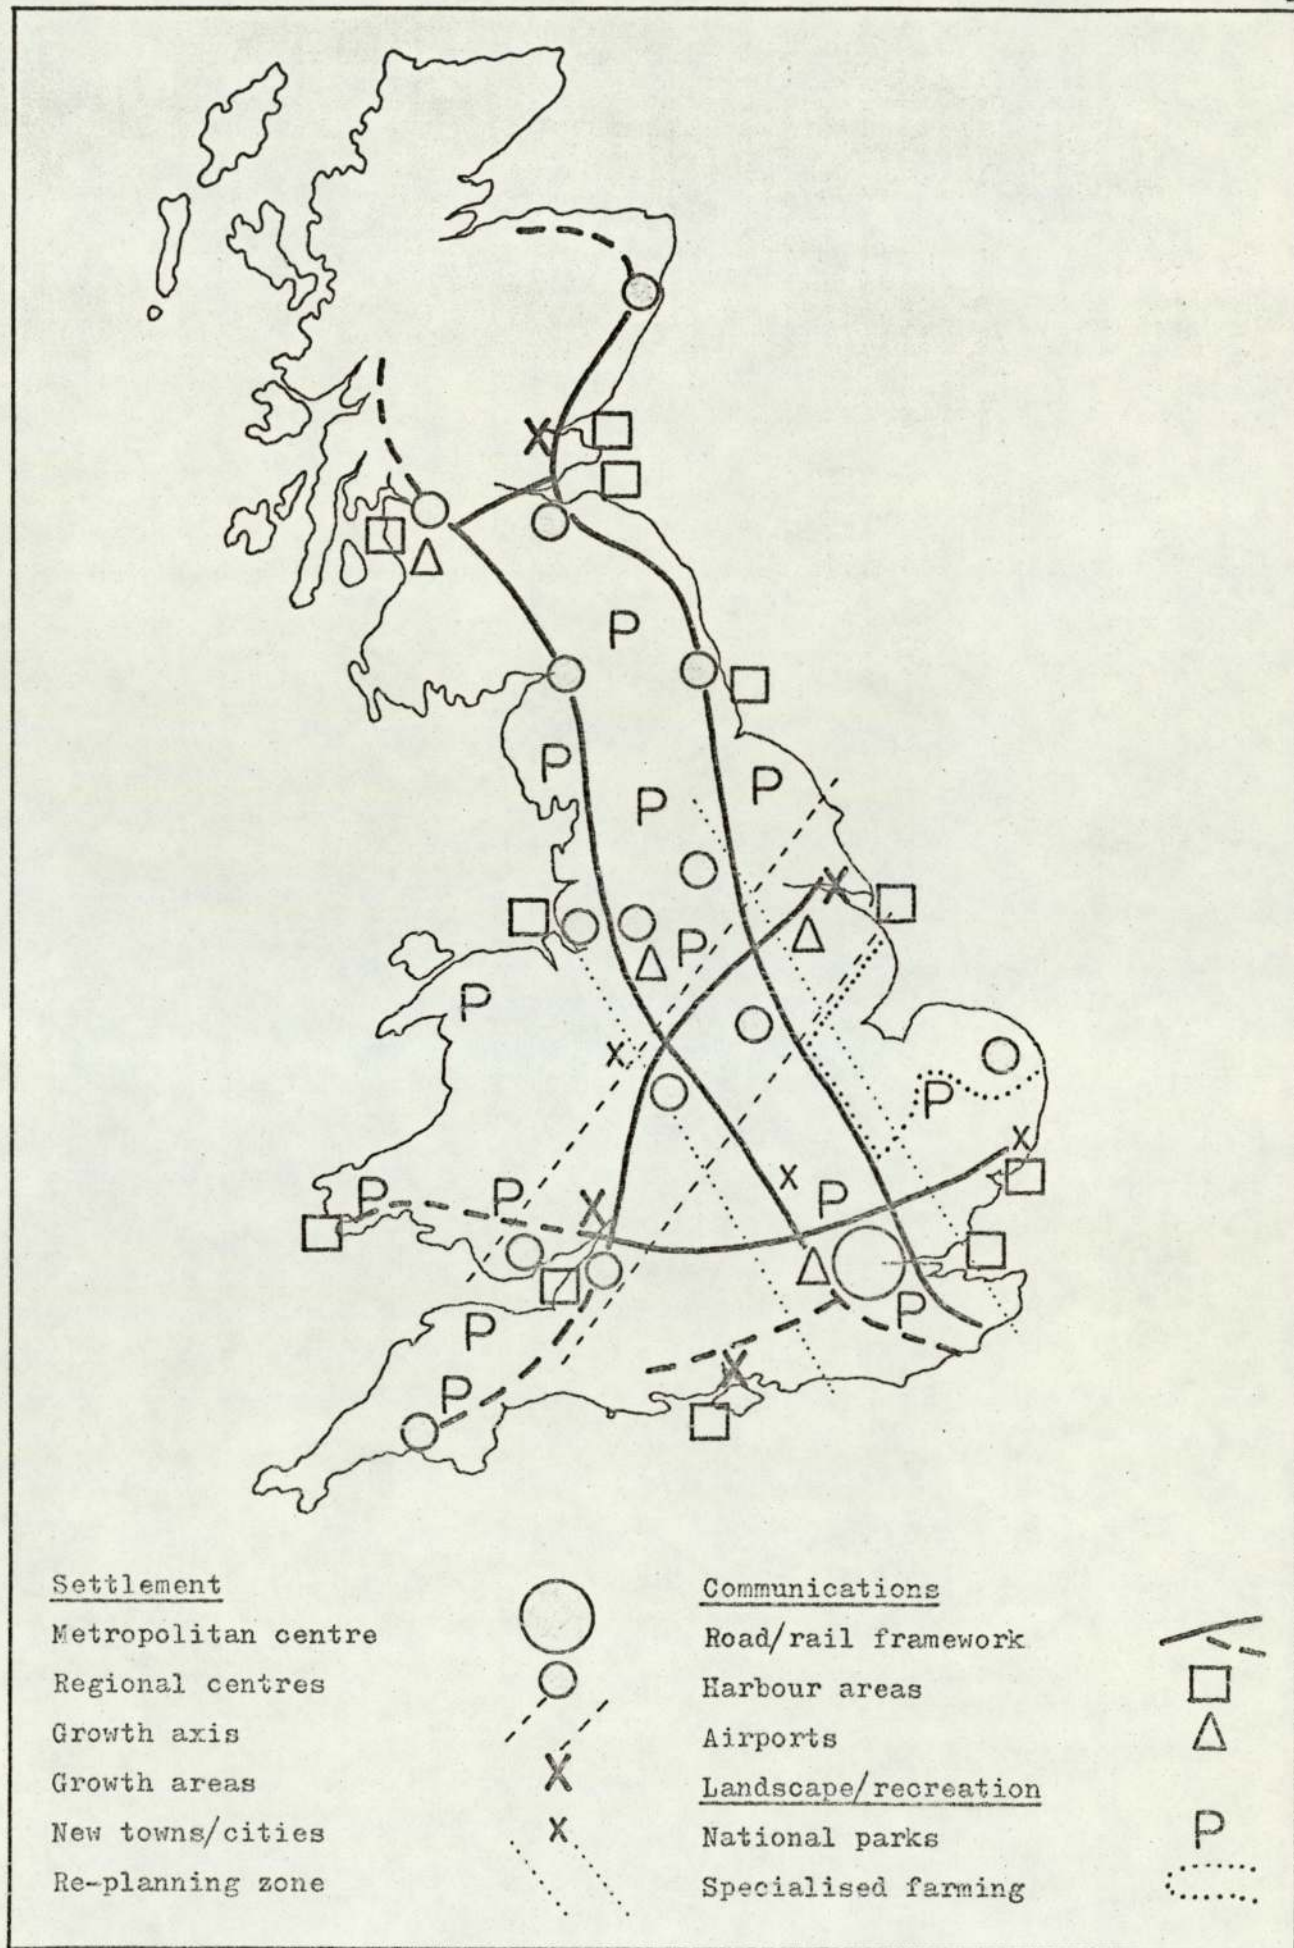 P
P
P
P
P
P
P
P
P
P
P
P
P
Settlement
Metropolitan centre
Regional centres
Growth axis
Growth areas
X
New towns/cities
x
Re-planning zone
Communications
Road/rail framework
Harbour areas
Airports
Landscape/recreation
National parks
P
Specialised farming